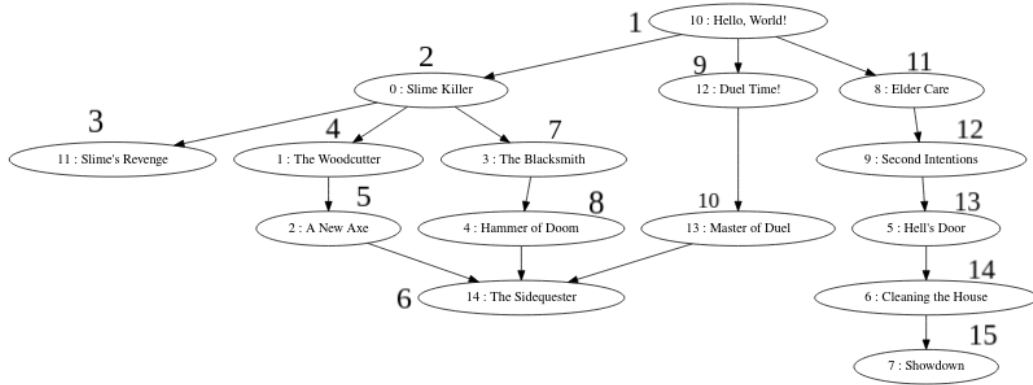 1
10 : Hello, World!
2
9
11
0 : Slime Killer
12 : Duel Time!
8 : Elder Care
3
4
7
12
11 : Slime's Revenge
1 : The Woodcutter
3 : The Blacksmith
9 : Second Intentions
5
8
10
13
2 : A New Axe
4 : Hammer of Doom
13 : Master of Duel
5 : Hell's Door
6
14 : The Sidequester
14
6 : Cleaning the House
15
7 : Showdown